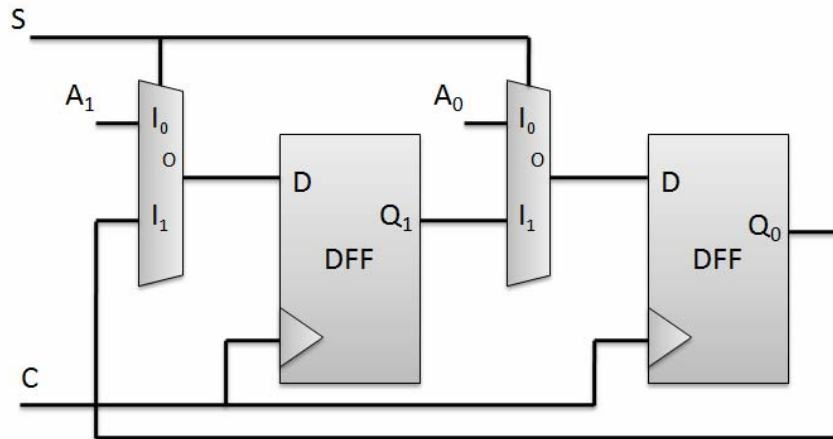 S
A₁
I₀
O
I₁
D
Q₁
DFF
A₀
I₀
O
I₁
D
Q₀
DFF
C